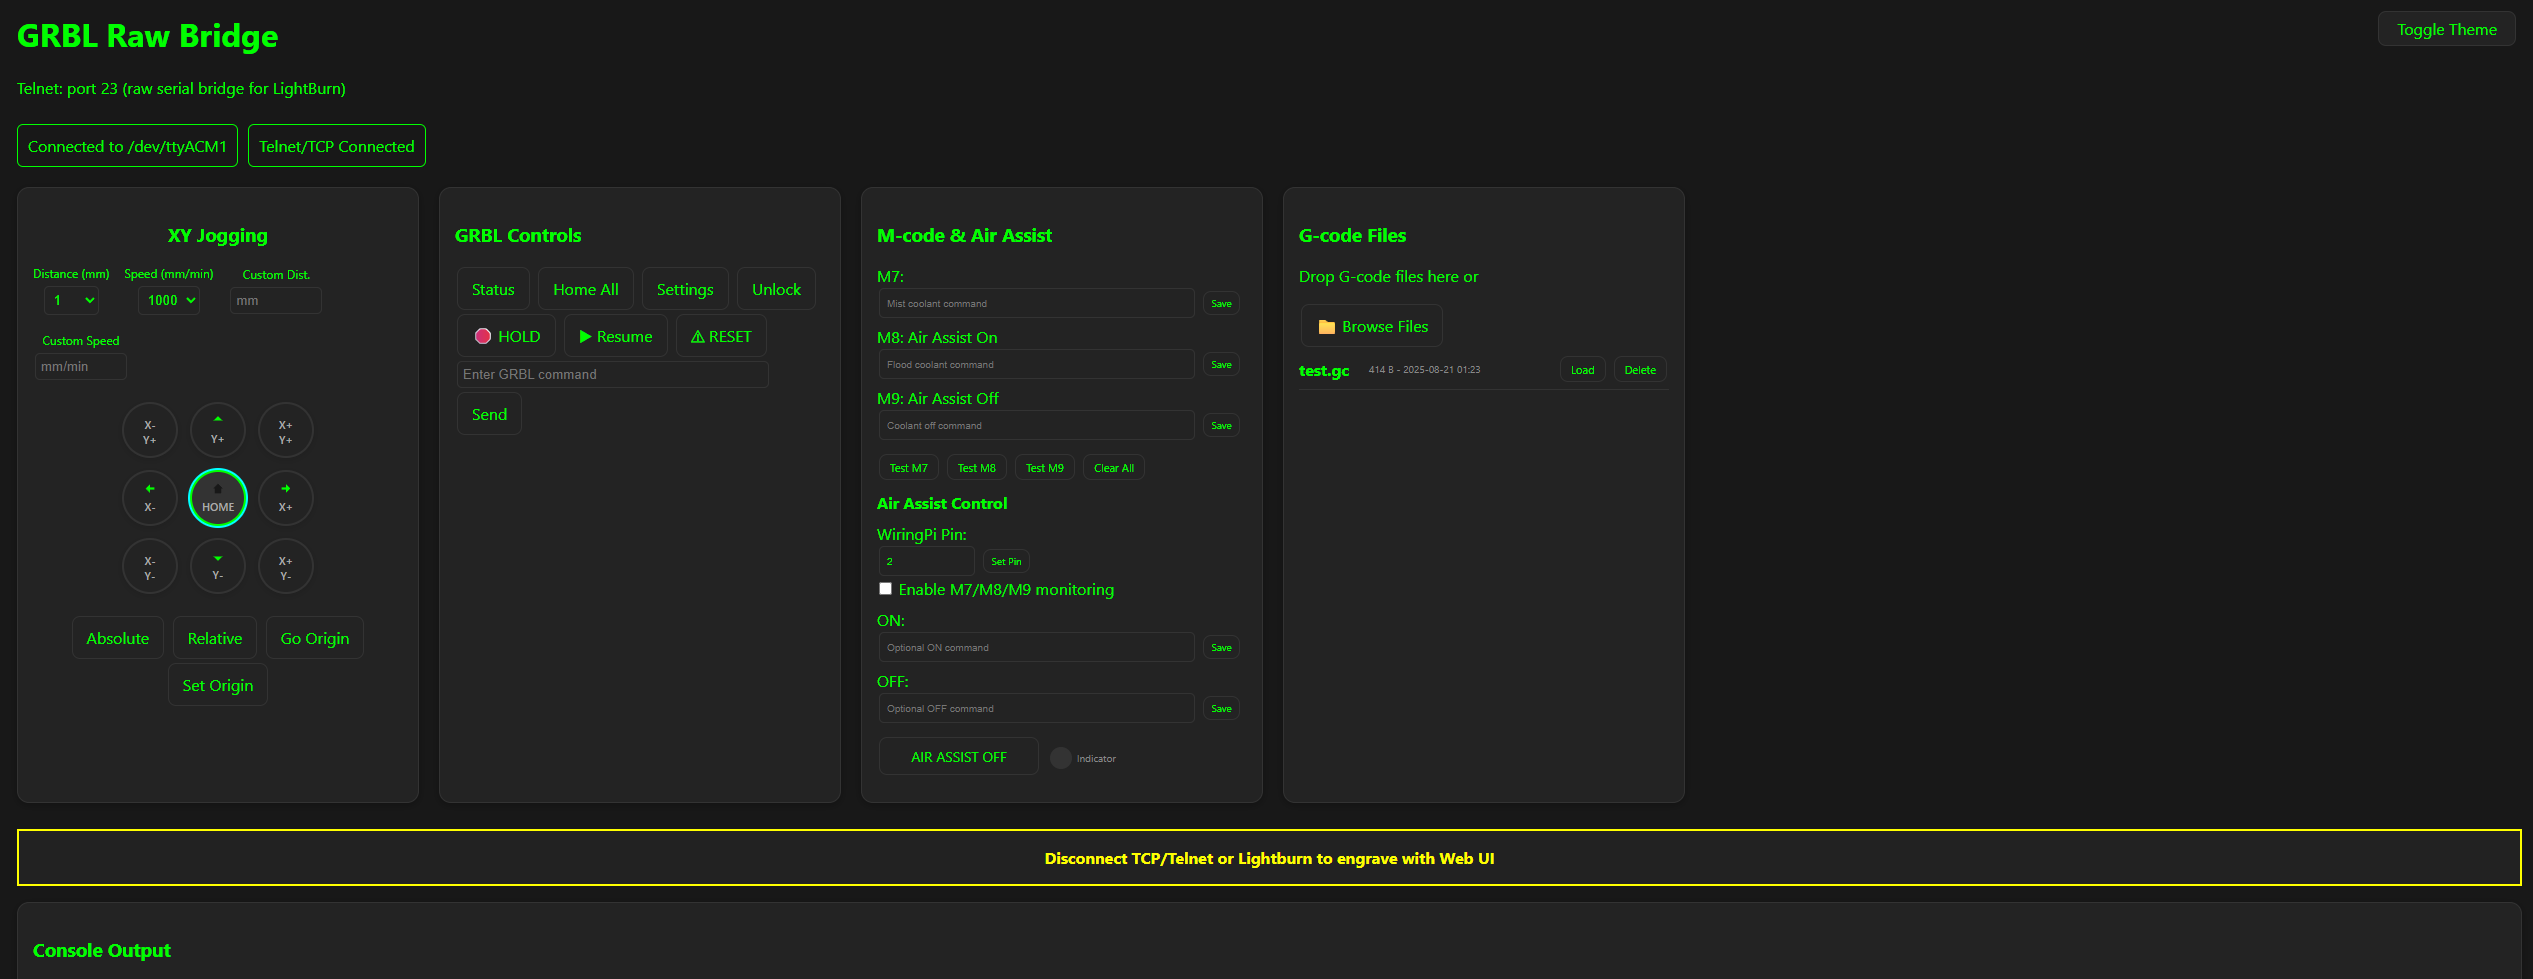 GRBL Raw Bridge
Toggle Theme
Telnet: port 23 (raw serial bridge for LightBurn)
Connected to /dev/ttyACM1
Telnet/TCP Connected
XY Jogging
Distance (mm) Speed (mm/min) Custom Dist.
1 1000 mm
Custom Speed
mm/min
X- Y+
Y+
X+ Y+
X-
HOME
X+
X- Y-
Y-
X+ Y-
Absolute Relative Go Origin
Set Origin
GRBL Controls
Status Home All Settings Unlock
HOLD Resume RESET
Enter GRBL command
Send
M-code & Air Assist
M7:
Mist coolant command Save
M8: Air Assist On
Flood coolant command Save
M9: Air Assist Off
Coolant off command Save
Test M7 Test M8 Test M9 Clear All
Air Assist Control
WiringPi Pin:
2 Set Pin
Enable M7/M8/M9 monitoring
ON:
Optional ON command Save
OFF:
Optional OFF command Save
AIR ASSIST OFF Indicator
G-code Files
Drop G-code files here or
Browse Files
test.gc 414 B - 2025-08-21 01:23 Load Delete
Disconnect TCP/Telnet or Lightburn to engrave with Web UI
Console Output